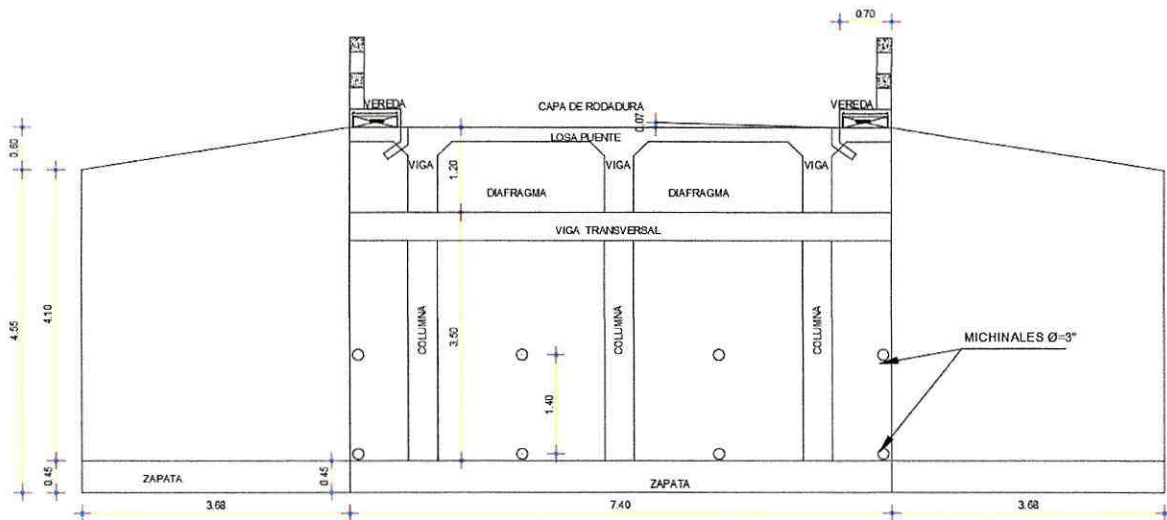 0.70
VEREDA
CAPA DE RODADURA
VEREDA
0.07
LOSA PUENTE
0.60
VIGA
VIGA
VIGA
1.20
DIAFRAGMA
DIAFRAGMA
VIGA TRANSVERSAL
4.55
4.10
COLUMNA
3.50
COLUMNA
COLUMNA
MICHINALES Ø=3"
1.40
0.45
ZAPATA
0.45
ZAPATA
3.68
7.40
3.68